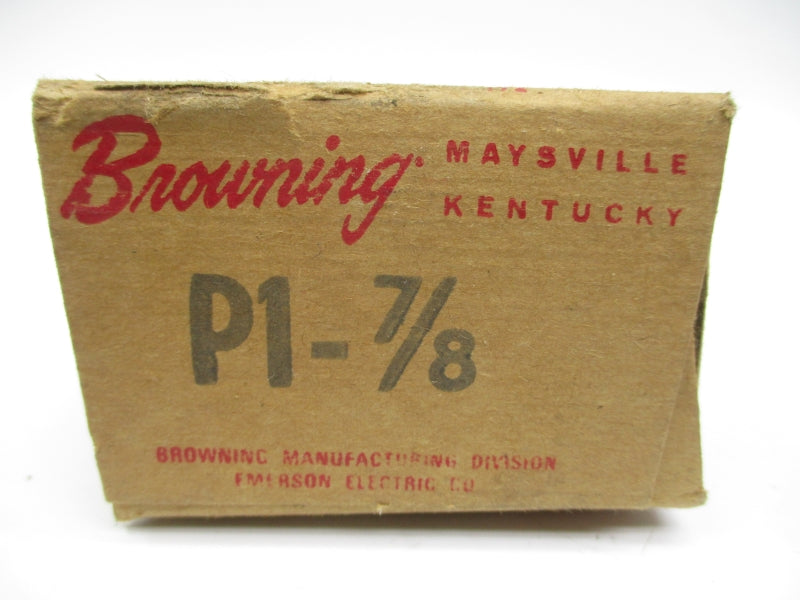 Browning
MAYSVILLE
KENTUCKY
P1-7/8
BROWNING MANUFACTURING DIVISION
EMERSON ELECTRIC CO